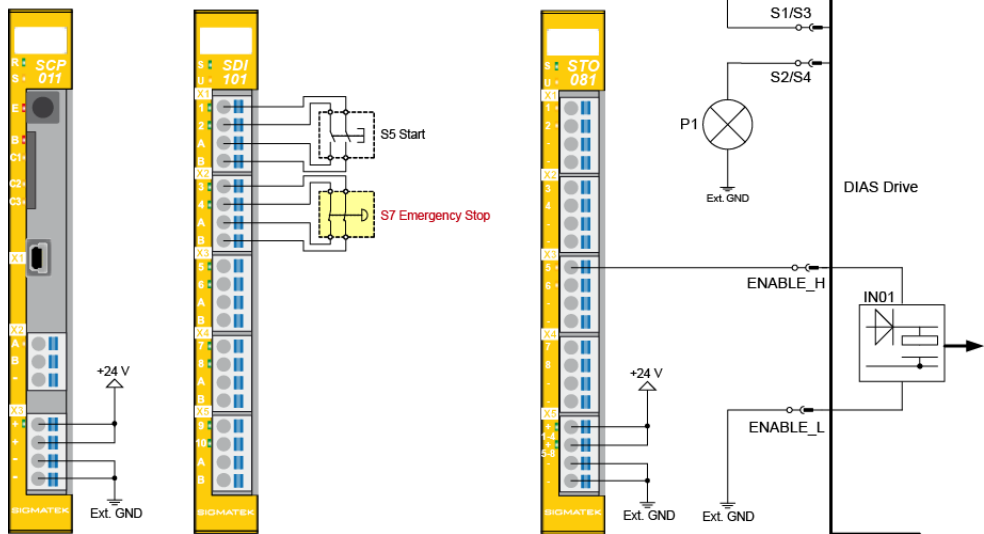 R
SCP
011
S
E
B
C1
C2
C3
X1
X2
A
B
-
X3
+
+
-
-
SIGMATEK
+24 V
Ext. GND
S
SDI
U
101
X1
1
2
A
B
X2
3
4
A
B
X3
5
6
A
B
X4
7
8
A
B
X5
9
10
A
B
SIGMATEK
S5 Start
S7 Emergency Stop
S
STO
U
081
X1
1
2
-
-
X2
3
4
-
-
X3
5
6
-
-
X4
7
8
-
-
X5
+
1-4
+
5-8
-
-
SIGMATEK
+24 V
Ext. GND
S1/S3
S2/S4
P1
Ext. GND
DIAS Drive
ENABLE_H
IN01
ENABLE_L
Ext. GND